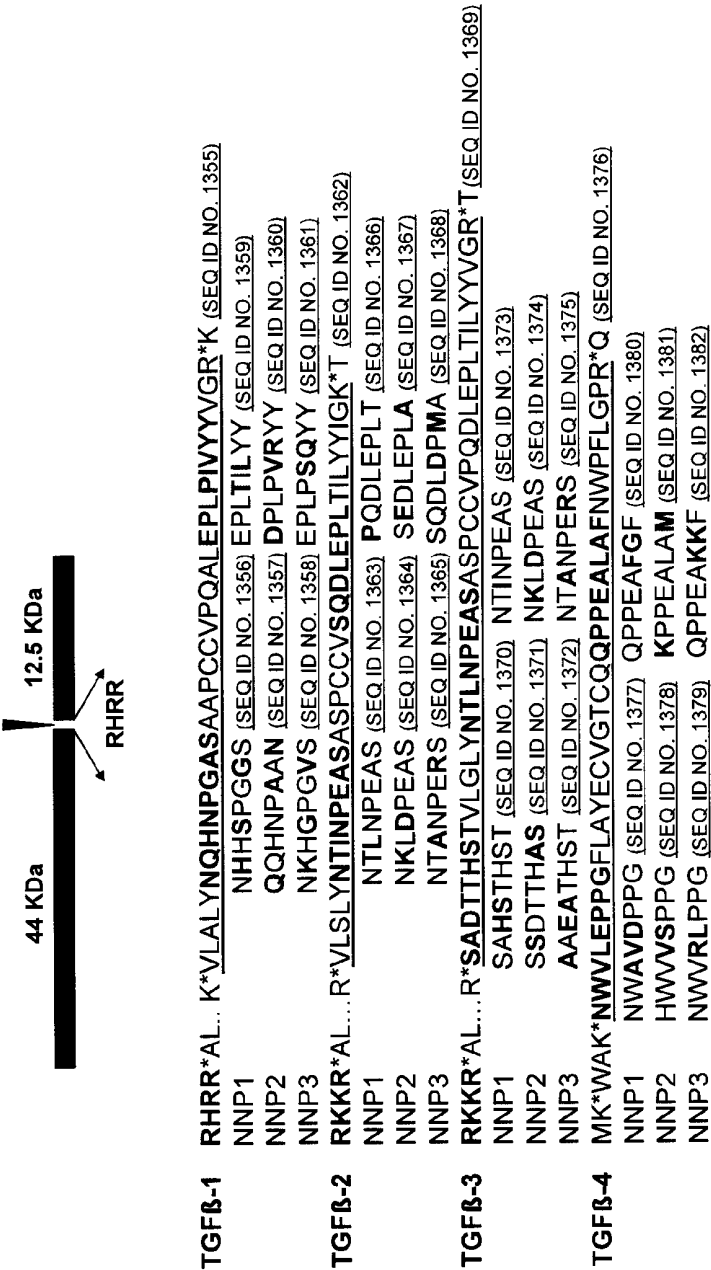 44 KDa 12.5 KDa
RHRR
TGFß-1 RHRR*AL.. K*VLALYNQHNPGASAAPCCVPQALEPLPIVYYVGR*K (SEQ ID NO. 1355)
NNP1 NHHSPGGS (SEQ ID NO. 1356) EPLTILYY (SEQ ID NO. 1359)
NNP2 QQHNPAAN (SEQ ID NO. 1357) DPLPVRYY (SEQ ID NO. 1360)
NNP3 NKHGPGVS (SEQ ID NO. 1358) EPLPSQYY (SEQ ID NO. 1361)
TGFß-2 RKKR*AL... R*VLSLYNTINPEASASPCCVSQDLEPLTILYYIGK*T (SEQ ID NO. 1362)
NNP1 NTLNPEAS (SEQ ID NO. 1363) PQDLEPLT (SEQ ID NO. 1366)
NNP2 NKLDPEAS (SEQ ID NO. 1364) SEDLEPLA (SEQ ID NO. 1367)
NNP3 NTANPERS (SEQ ID NO. 1365) SQDLDPMA (SEQ ID NO. 1368)
TGFß-3 RKKR*AL... R*SADTTHSTVLGLYNTLNPEASASPCCVPQDLEPLTILYYVGR*T (SEQ ID NO. 1369)
NNP1 SAHSTHST (SEQ ID NO. 1370) NTINPEAS (SEQ ID NO. 1373)
NNP2 SSDTTHAS (SEQ ID NO. 1371) NKLDPEAS (SEQ ID NO. 1374)
NNP3 AAEATHST (SEQ ID NO. 1372) NTANPERS (SEQ ID NO. 1375)
TGFß-4 MK*WAK*NWVLEPPGFLAYECVGTCQQPPEALAFNWPFLGPR*Q (SEQ ID NO. 1376)
NNP1 NWAVDPPG (SEQ ID NO. 1377) QPPEAFGF (SEQ ID NO. 1380)
NNP2 HWVVSPPG (SEQ ID NO. 1378) KPPEALAM (SEQ ID NO. 1381)
NNP3 NWVRLPPG (SEQ ID NO. 1379) QPPEAKKF (SEQ ID NO. 1382)